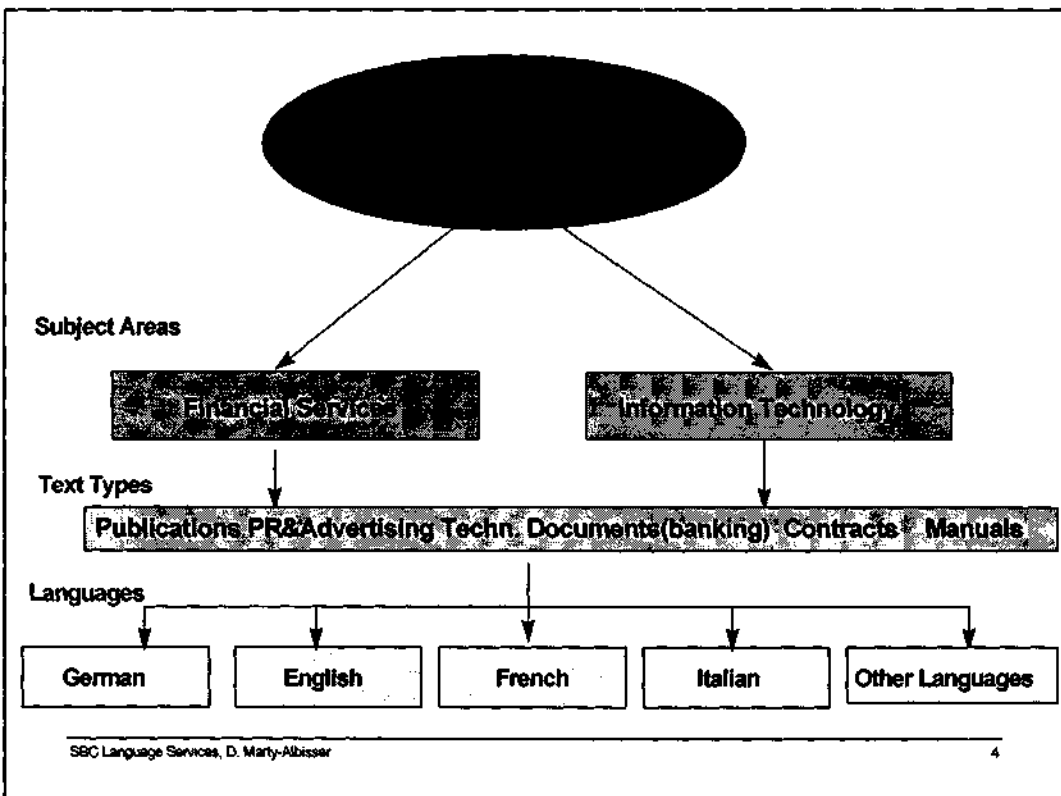 Subject Areas
Financial Services Information Technology
Text Types
Publications PR&Advertising Techn. Documents(banking) Contracts Manuals
Languages
German English French Italian Other Languages
SBC Language Services, D. Marty-Albisser 4